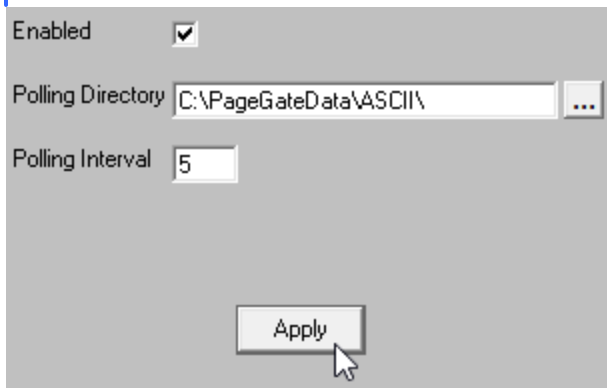 Enabled
Polling Directory C:\PageGateData\ASCII\ ...
Polling Interval 5
Apply